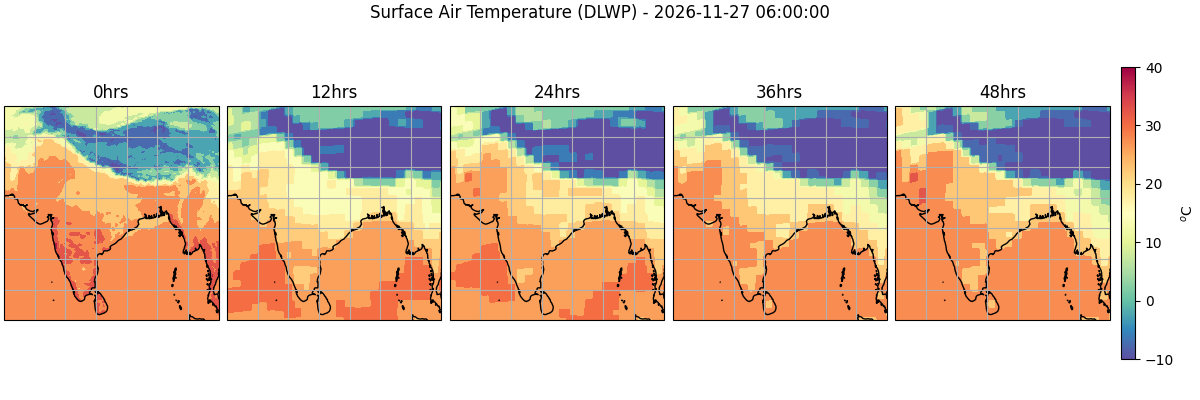 Surface Air Temperature (DLWP) - 2026-11-27 06:00:00
0hrs
12hrs
24hrs
36hrs
48hrs
40
30
20
10
0
−10
°C